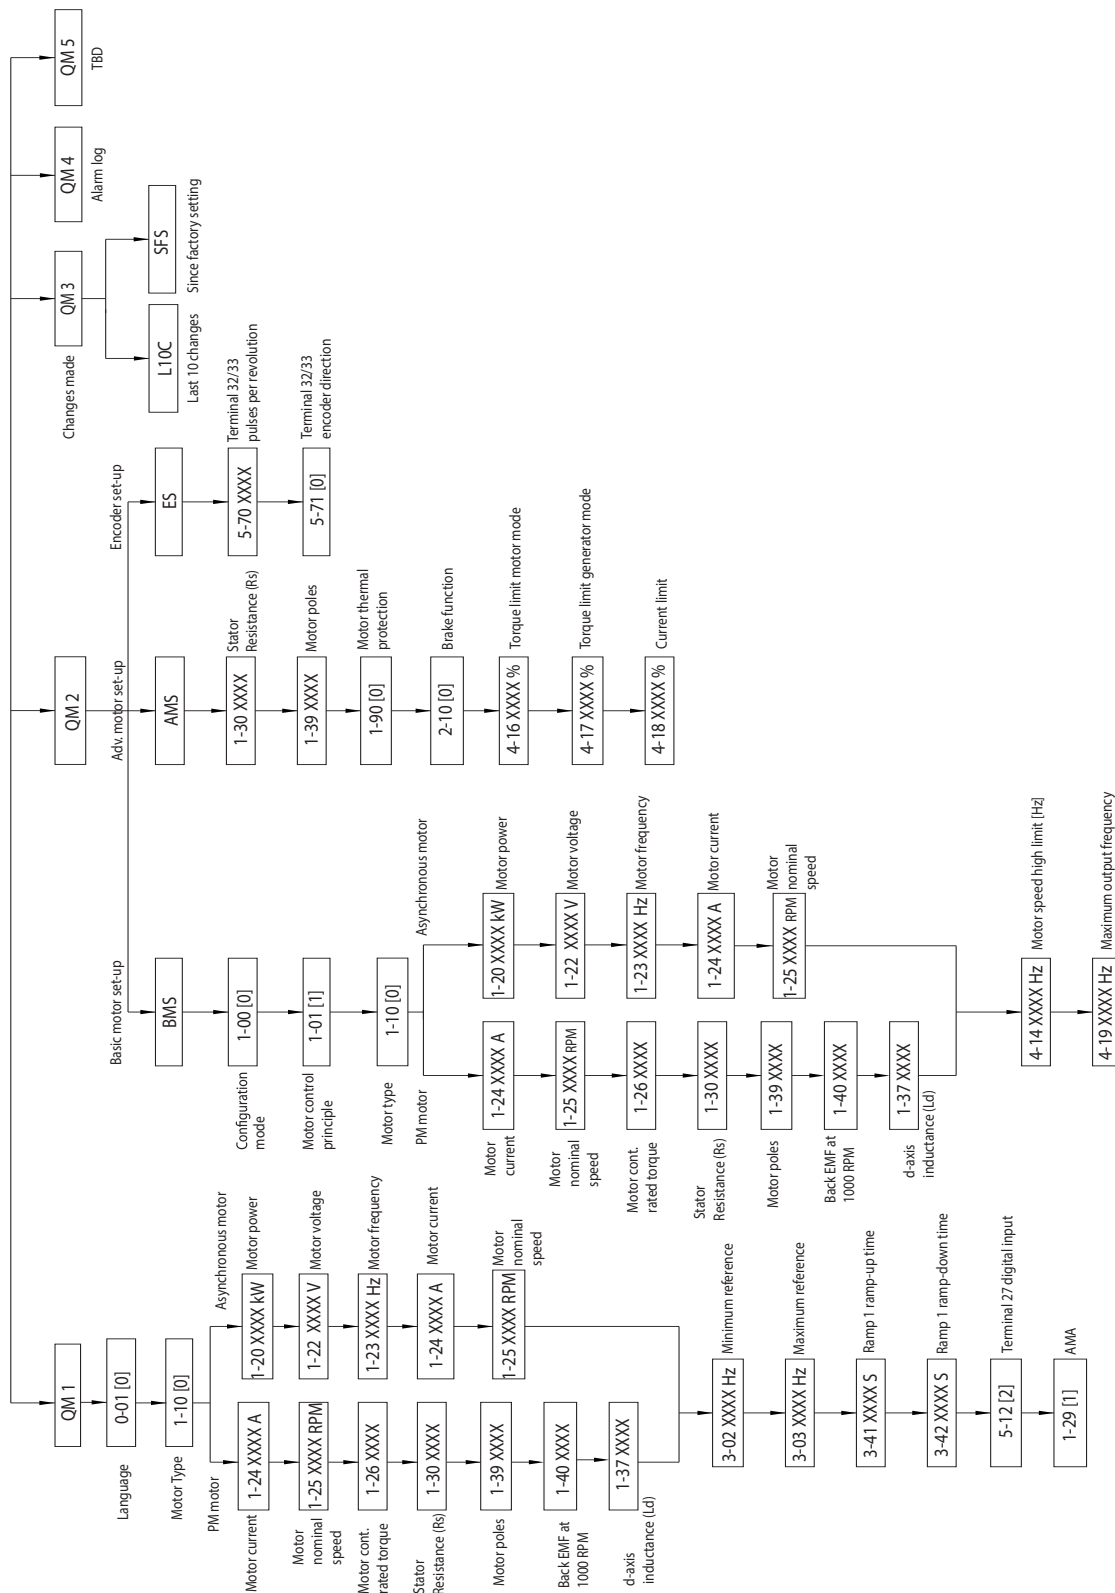 QM 1
0-01 [0]
Language
1-10 [0]
Motor Type
PM motor
1-24 XXXX A
Motor current
1-25 XXXX RPM
Motor
nominal
speed
1-26 XXXX
Motor cont.
rated torque
1-30 XXXX
Stator
Resistance (Rs)
1-39 XXXX
Motor poles
1-40 XXXX
Back EMF at
1000 RPM
1-37 XXXX
d-axis
inductance (Ld)
Asynchronous motor
1-20 XXXX kW
Motor power
1-22 XXXX V
Motor voltage
1-23 XXXX Hz
Motor frequency
1-24 XXXX A
Motor current
1-25 XXXX RPM
Motor
nominal
speed
3-02 XXXX Hz
Minimum reference
3-03 XXXX Hz
Maximum reference
3-41 XXXX S
Ramp 1 ramp-up time
3-42 XXXX S
Ramp 1 ramp-down time
5-12 [2]
Terminal 27 digital input
1-29 [1]
AMA
QM 2
Basic motor set-up
BMS
1-00 [0]
Configuration
mode
1-01 [1]
Motor control
principle
1-10 [0]
Motor type
PM motor
1-24 XXXX A
Motor
current
1-25 XXXX RPM
Motor
nominal
speed
1-26 XXXX
Motor cont.
rated torque
1-30 XXXX
Stator
Resistance (Rs)
1-39 XXXX
Motor poles
1-40 XXXX
Back EMF at
1000 RPM
1-37 XXXX
d-axis
inductance (Ld)
Asynchronous motor
1-20 XXXX kW
Motor power
1-22 XXXX V
Motor voltage
1-23 XXXX Hz
Motor frequency
1-24 XXXX A
Motor current
1-25 XXXX RPM
Motor
nominal
speed
4-14 XXXX Hz
Motor speed high limit [Hz]
4-19 XXXX Hz
Maximum output frequency
Adv. motor set-up
AMS
1-30 XXXX
Stator
Resistance (Rs)
1-39 XXXX
Motor poles
1-90 [0]
Motor thermal
protection
2-10 [0]
Brake function
4-16 XXXX %
Torque limit motor mode
4-17 XXXX %
Torque limit generator mode
4-18 XXXX %
Current limit
Encoder set-up
ES
5-70 XXXX
Terminal 32/33
pulses per revolution
5-71 [0]
Terminal 32/33
encoder direction
QM 3
Changes made
L10C
Last 10 changes
SFS
Since factory setting
QM 4
Alarm log
QM 5
TBD